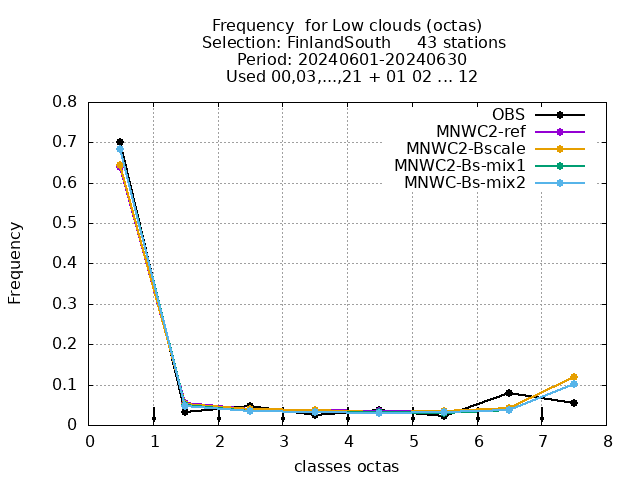 Frequency  for Low clouds (octas)
Selection: FinlandSouth     43 stations
Period: 20240601-20240630
Used 00,03,...,21 + 01 02 ... 12
OBS
MNWC2-ref
MNWC2-Bscale
MNWC2-Bs-mix1
MNWC-Bs-mix2
0.8
0.7
0.6
0.5
0.4
0.3
0.2
0.1
0
Frequency
0 1 2 3 4 5 6 7 8
classes octas